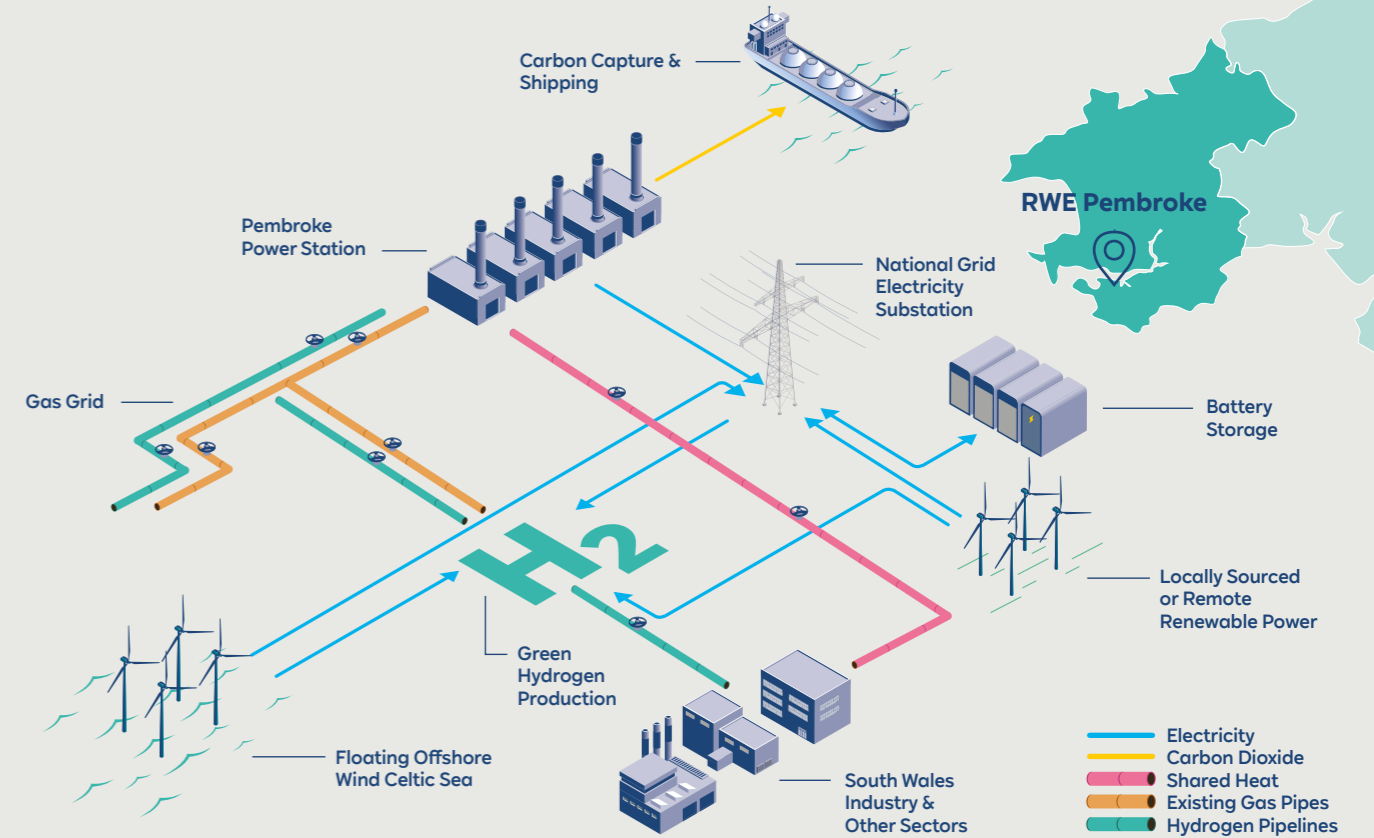 Carbon Capture &
Shipping
RWE Pembroke
Pembroke
Power Station
National Grid
Electricity
Substation
Gas Grid
Battery
Storage
H2
Locally Sourced
or Remote
Renewable Power
Green
Hydrogen
Production
Floating Offshore
Wind Celtic Sea
South Wales
Industry &
Other Sectors
Electricity
Carbon Dioxide
Shared Heat
Existing Gas Pipes
Hydrogen Pipelines